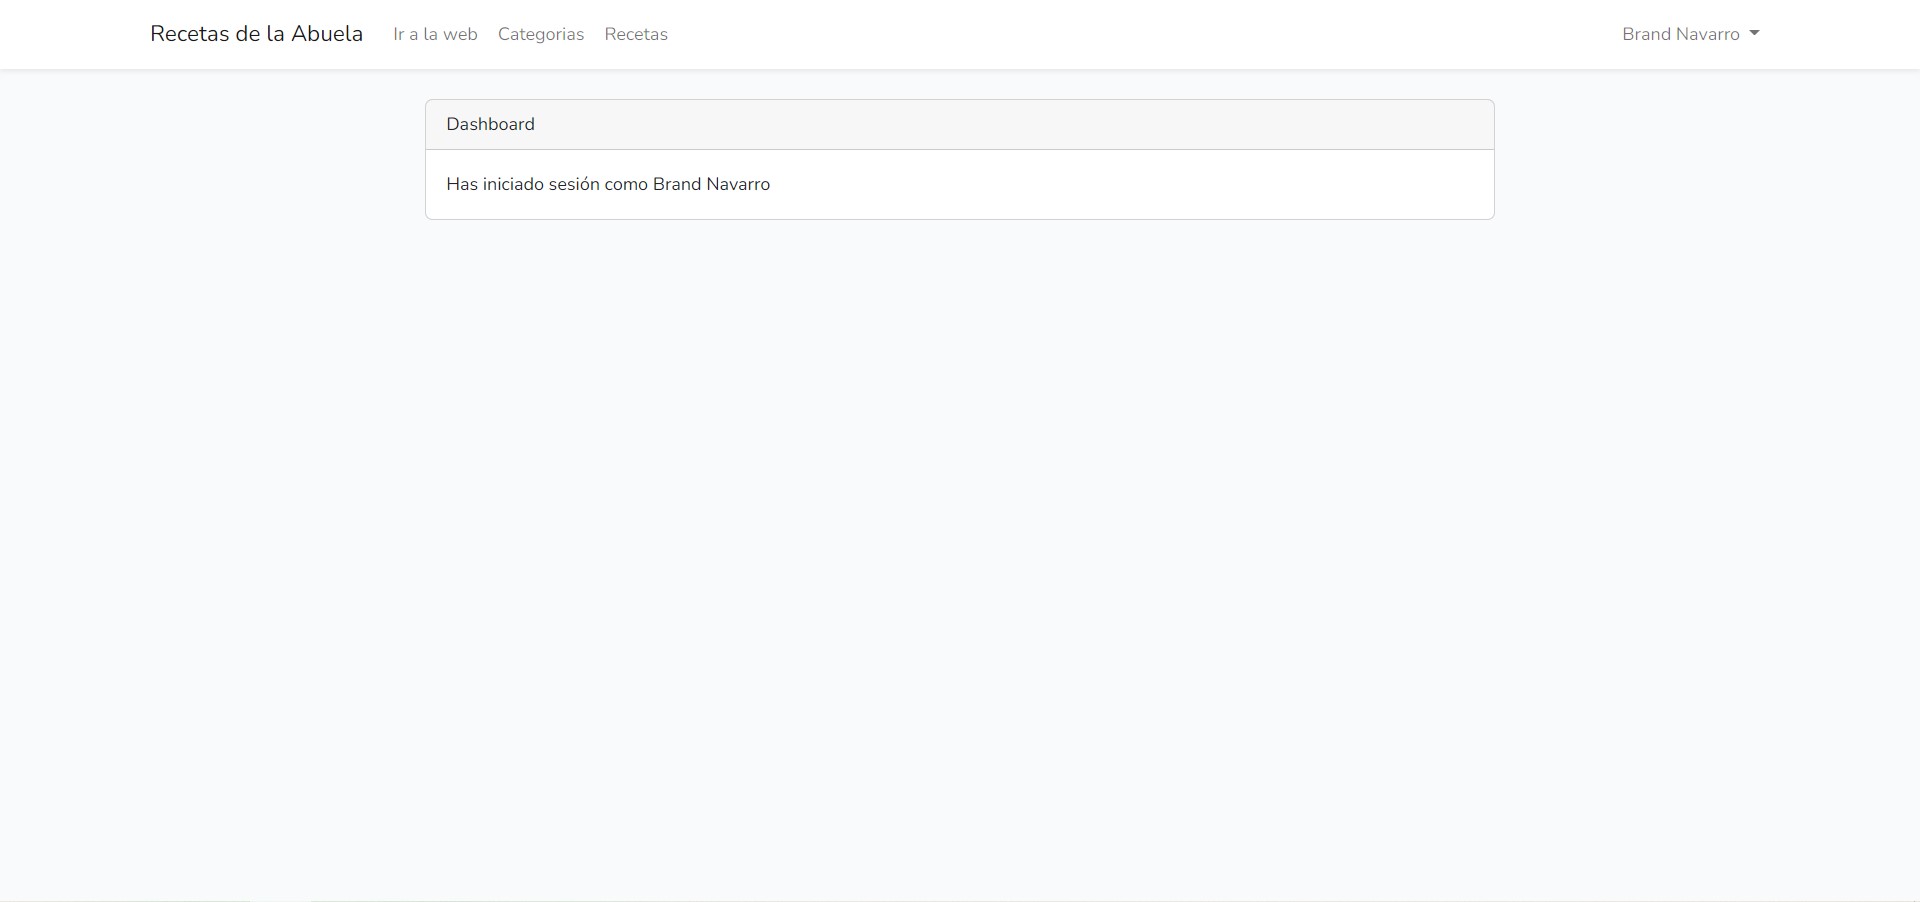 Recetas de la Abuela Ir a la web Categorias Recetas Brand Navarro
Dashboard
Has iniciado sesión como Brand Navarro